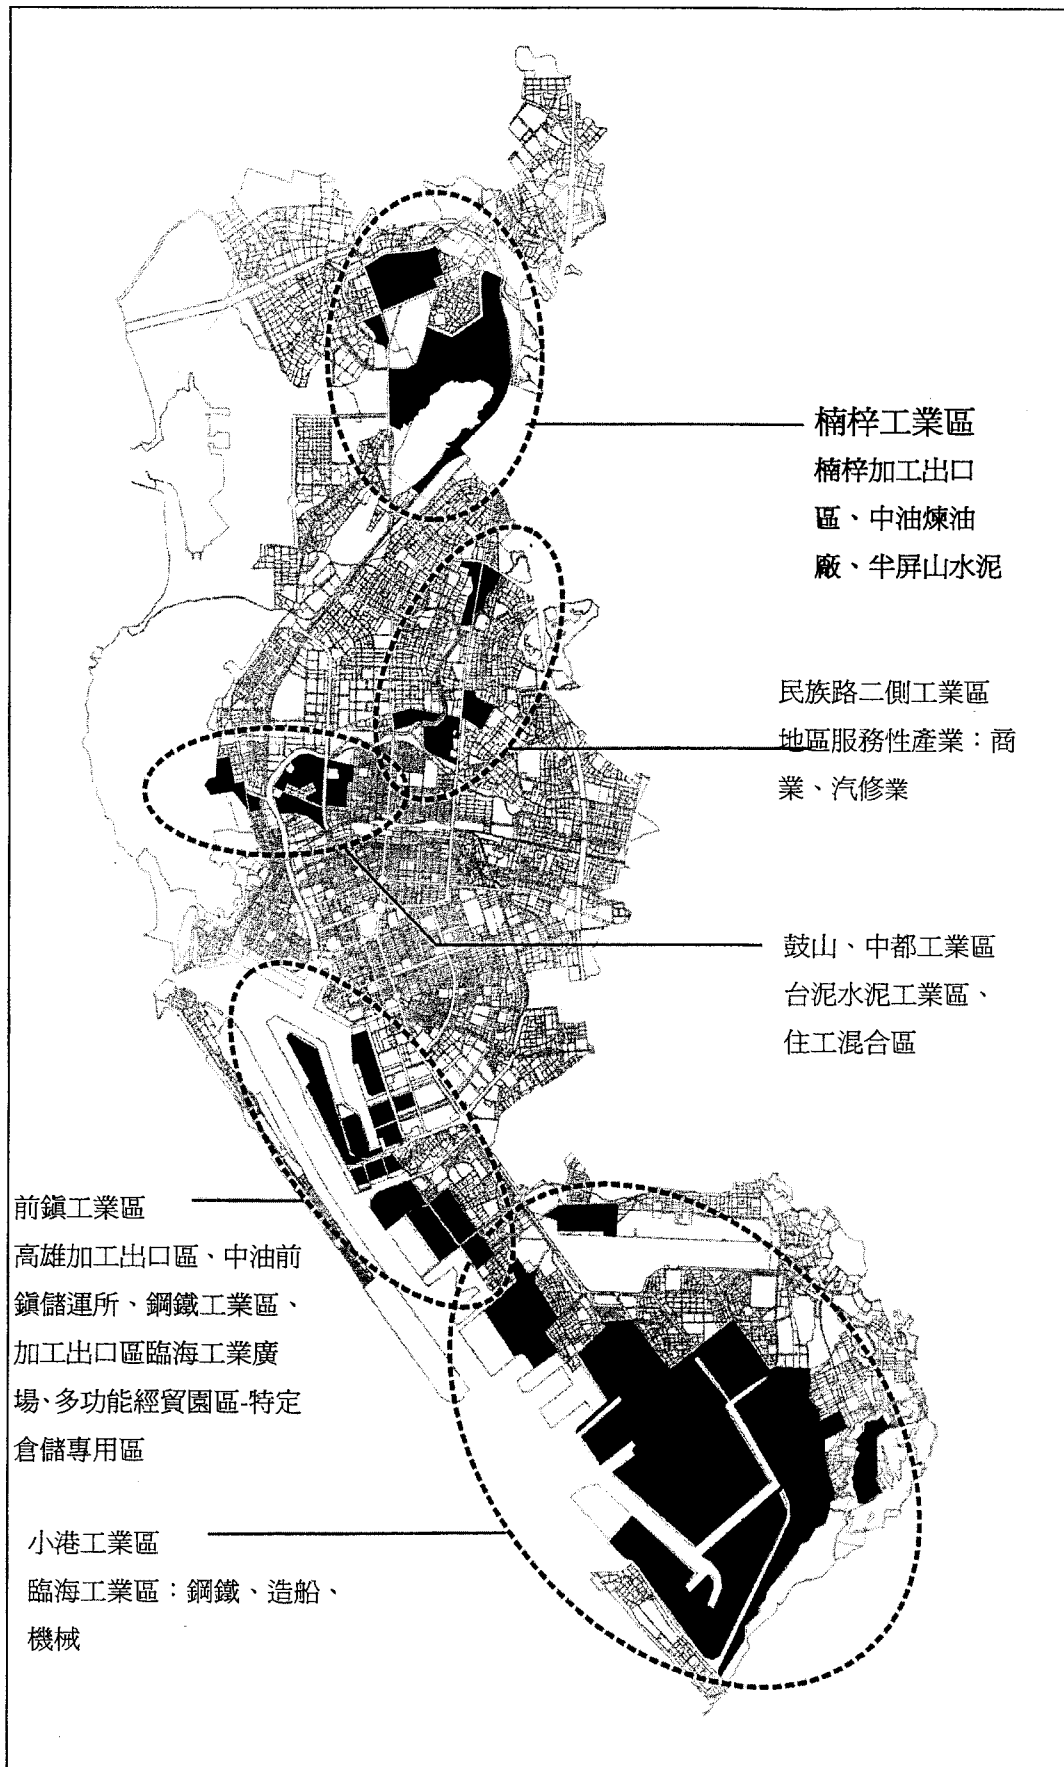 楠梓工業區
楠梓加工出口
區、中油煉油
廠、半屏山水泥
民族路二側工業區
地區服務性產業：商
業、汽修業
鼓山、中都工業區
台泥水泥工業區、
住工混合區
前鎮工業區
高雄加工出口區、中油前
鎮儲運所、鋼鐵工業區、
加工出口區臨海工業廣
場、多功能經貿園區-特定
倉儲專用區
小港工業區
臨海工業區：鋼鐵、造船、
機械